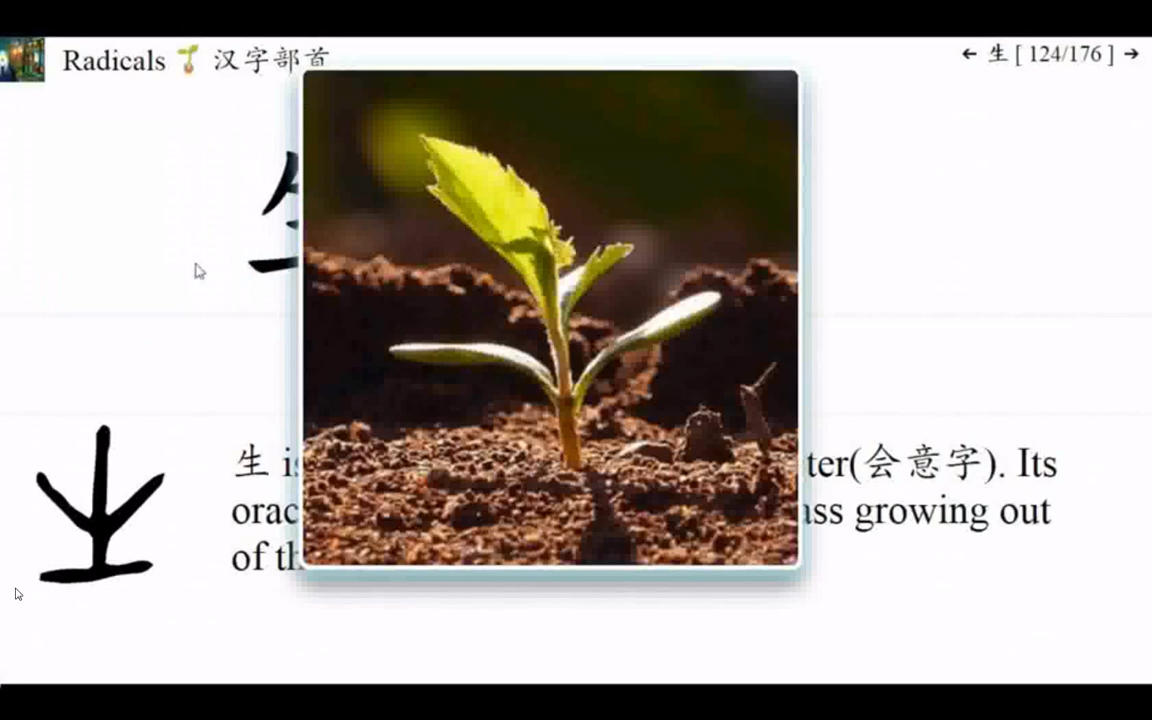 Radicals 汉字部首
← 生 [ 124/176 ] →
生
生 is ter(会意字). Its
orac ass growing out
of th